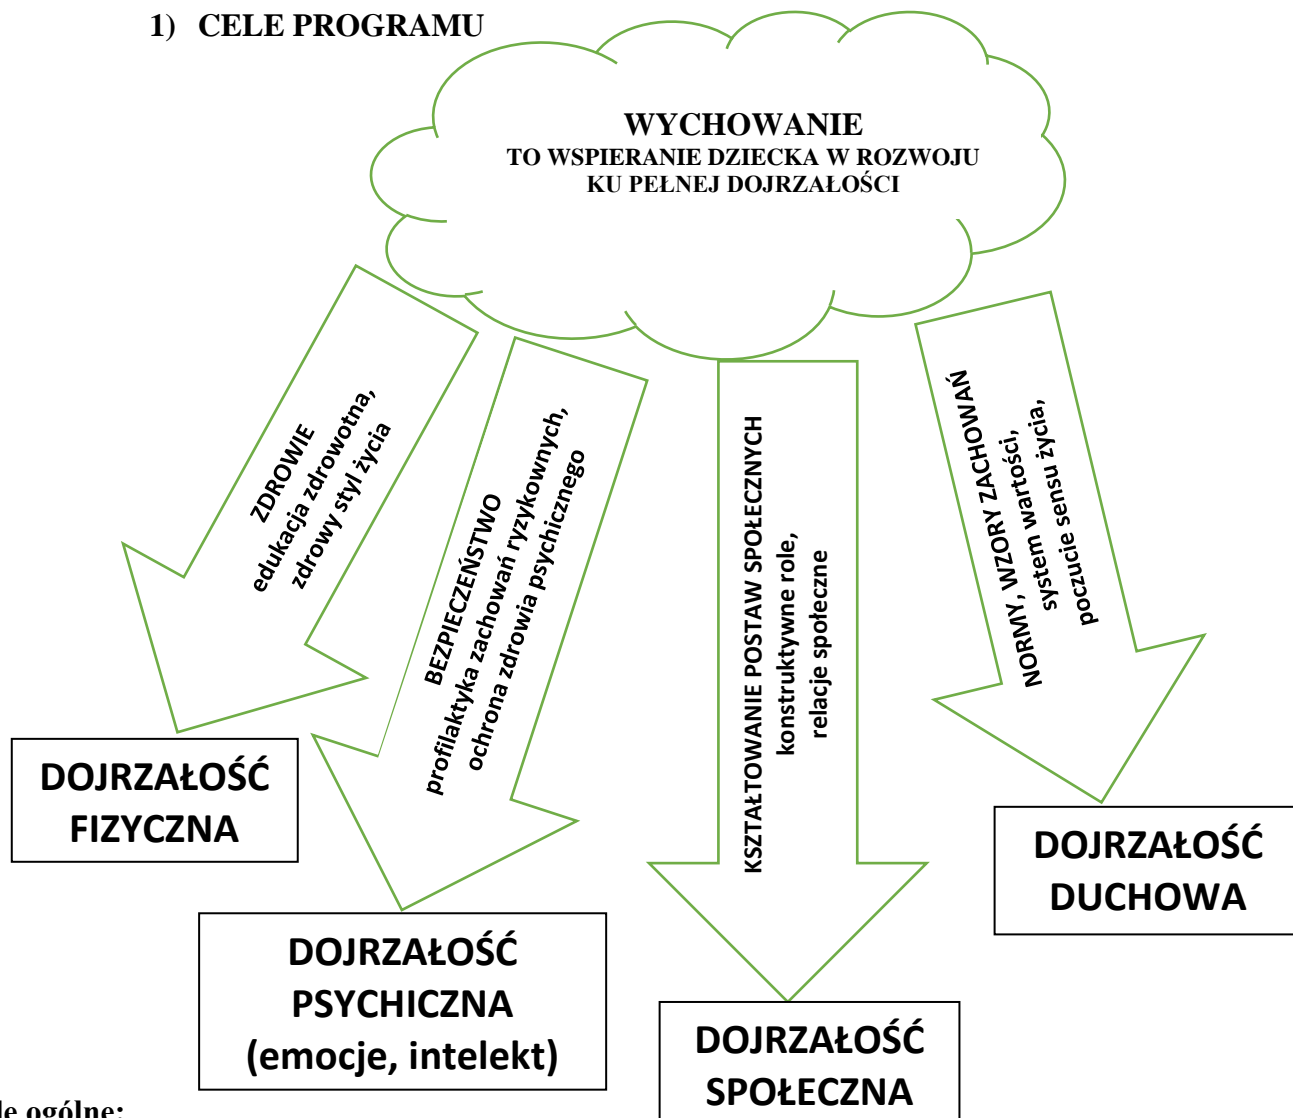 1) CELE PROGRAMU
WYCHOWANIE
TO WSPIERANIE DZIECKA W ROZWOJU
KU PEŁNEJ DOJRZAŁOŚCI
ZDROWIE
edukacja zdrowotna,
zdrowy styl życia
BEZPIECZEŃSTWO
profilaktyka zachowań ryzykownych,
ochrona zdrowia psychicznego
KSZTAŁTOWANIE POSTAW SPOŁECZNYCH
konstruktywne role,
relacje społeczne
NORMY, WZORY ZACHOWAŃ
system wartości,
poczucie sensu życia,
DOJRZAŁOŚĆ
FIZYCZNA
DOJRZAŁOŚĆ
PSYCHICZNA
(emocje, intelekt)
DOJRZAŁOŚĆ
SPOŁECZNA
DOJRZAŁOŚĆ
DUCHOWA
ogólne: